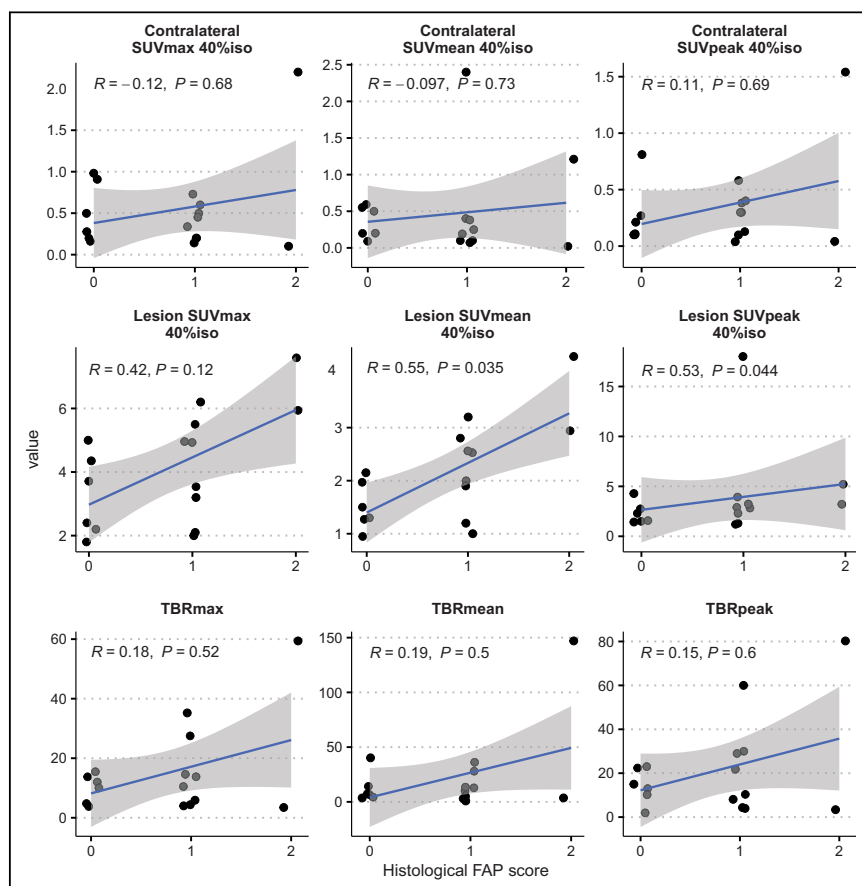 Contralateral
SUVmax 40%iso
R = −0.12, P = 0.68
2.0
1.5
1.0
0.5
0.0
0 1 2
Contralateral
SUVmean 40%iso
R = −0.097, P = 0.73
2.5
2.0
1.5
1.0
0.5
0.0
0 1 2
Contralateral
SUVpeak 40%iso
R = 0.11, P = 0.69
1.5
1.0
0.5
0.0
0 1 2
value
Lesion SUVmax
40%iso
R = 0.42, P = 0.12
6
4
2
0 1 2
Lesion SUVmean
40%iso
R = 0.55, P = 0.035
4
3
2
1
0 1 2
Lesion SUVpeak
40%iso
R = 0.53, P = 0.044
15
10
5
0
0 1 2
TBRmax
R = 0.18, P = 0.52
60
40
20
0
0 1 2
TBRmean
R = 0.19, P = 0.5
150
100
50
0
0 1 2
TBRpeak
R = 0.15, P = 0.6
80
60
40
20
0
0 1 2
Histological FAP score